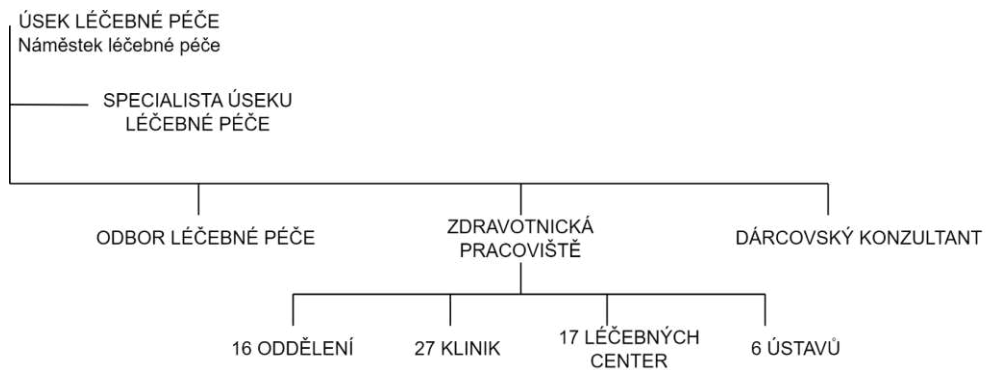 ÚSEK LÉČEBNÉ PÉČE
Náměstek léčebné péče
SPECIALISTA ÚSEKU
LÉČEBNÉ PÉČE
ODBOR LÉČEBNÉ PÉČE
ZDRAVOTNICKÁ
PRACOVIŠTĚ
DÁRCOVSKÝ KONZULTANT
16 ODDĚLENÍ
27 KLINIK
17 LÉČEBNÝCH
CENTER
6 ÚSTAVŮ